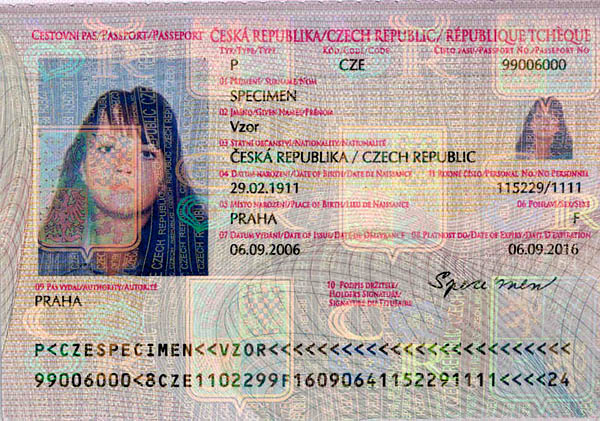 CESTOVNÍ PAS/PASSPORT/PASSEPORT ČESKÁ REPUBLIKA/CZECH REPUBLIC/ RÉPUBLIQUE TCHÈQUE
TYP/TYPE/TYPE KÓD/CODE/CODE ČÍSLO PASU/PASSPORT NO./PASSEPORT NO
P CZE 99006000
01 PŘÍJMENÍ/SURNAME/NOM
SPECIMEN
02 JMÉNO/GIVEN NAMES/PRÉNOM
Vzor
03 STÁTNÍ OBČANSTVÍ/NATIONALITY/NATIONALITÉ
ČESKÁ REPUBLIKA / CZECH REPUBLIC
04 DATUM NAROZENÍ/DATE OF BIRTH/DATE DE NAISSANCE 11 RODNÉ ČÍSLO/PERSONAL NO./NO PERSONNEL
29.02.1911 115229/1111
05 MÍSTO NAROZENÍ/PLACE OF BIRTH/LIEU DE NAISSANCE 06 POHLAVÍ/SEX/SEXE
PRAHA F
07 DATUM VYDÁNÍ/DATE OF ISSUE/DATE DE DÉLIVRANCE 08 PLATNOST DO/DATE OF EXPIRY/DATE D'EXPIRATION
06.09.2006 06.09.2016
09 PAS VYDAL/AUTHORITY/AUTORITÉ
PRAHA
10 PODPIS DRŽITELE/
HOLDER'S SIGNATURE/
SIGNATURE DU TITULAIRE
Specimen
P<CZESPECIMEN<<VZOR<<<<<<<<<<<<<<<<<<<<<<<<<
99006000<8CZE1102299F16090641152291111<<<<24